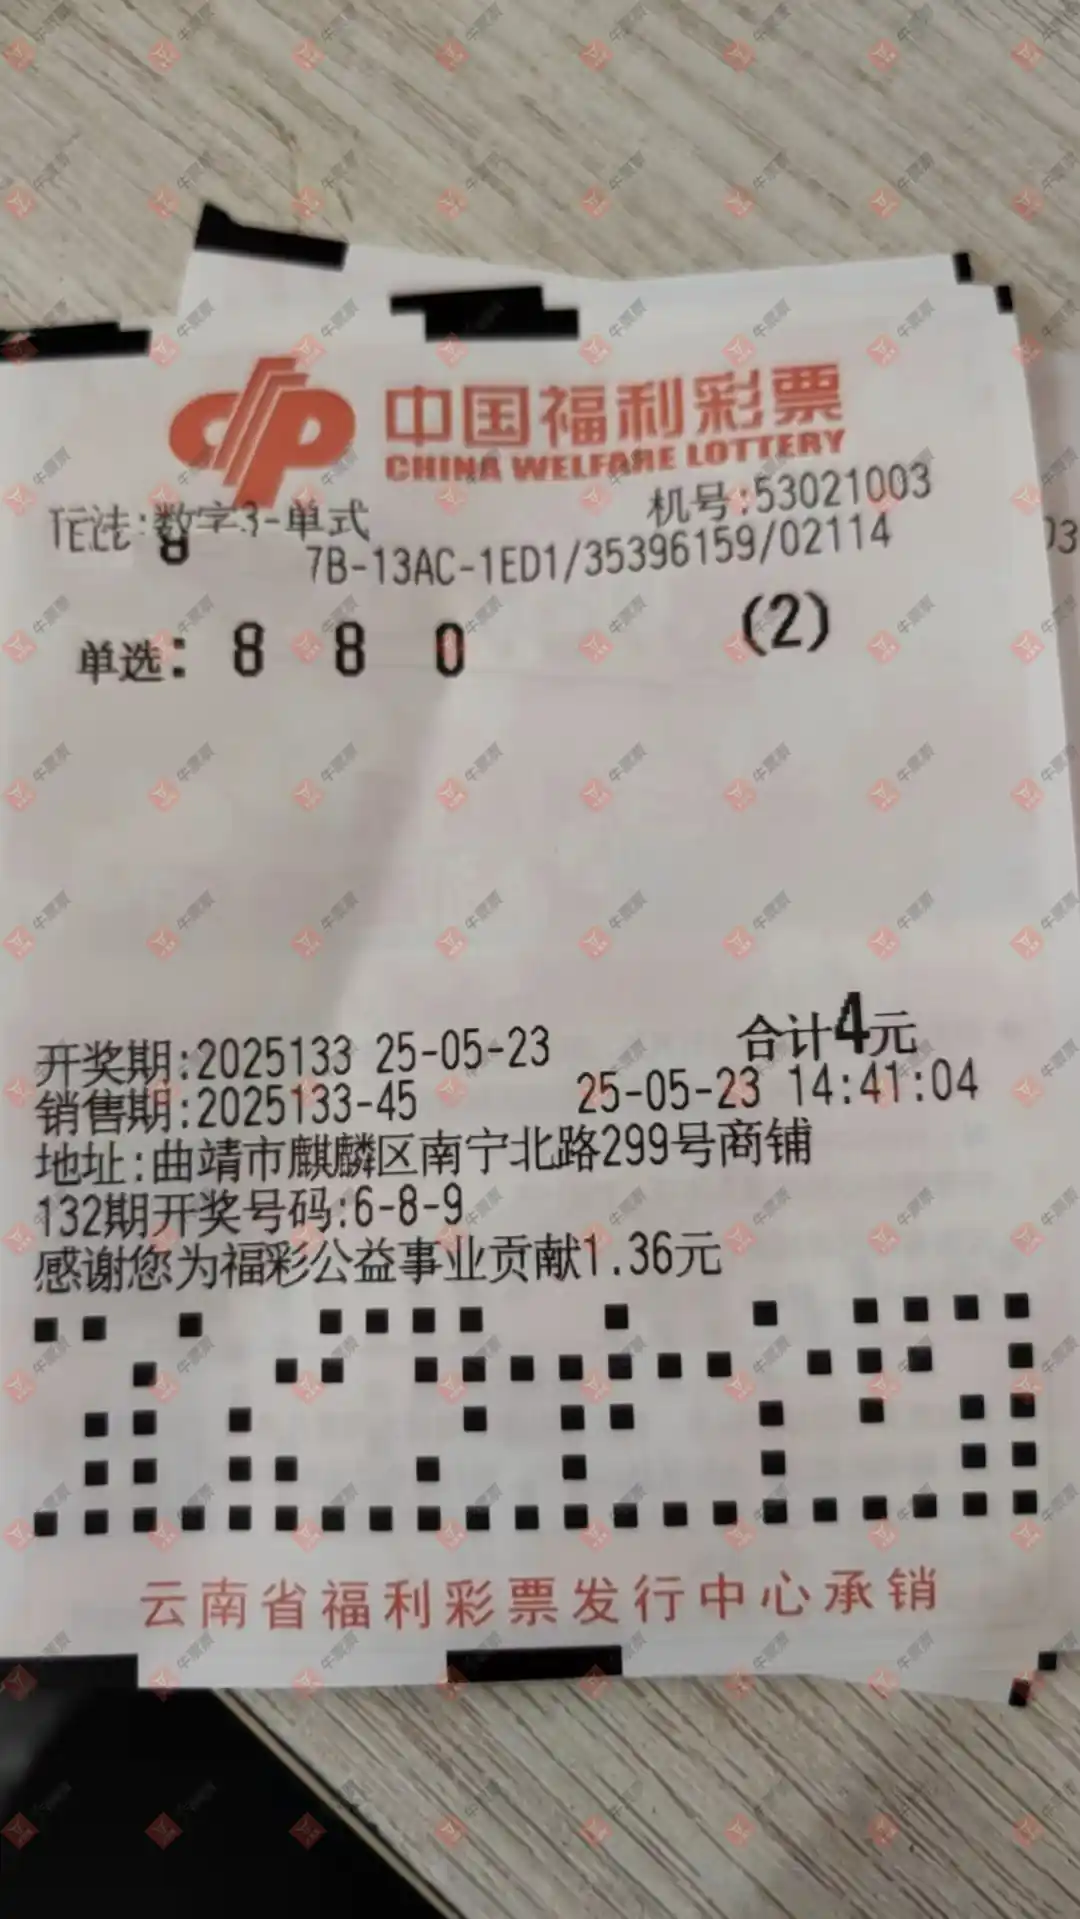 中国福利彩票
CHINA WELFARE LOTTERY
机号:53021003
玩法:数字3-单式
8
7B-13AC-1ED1/35396159/02114
单选: 8 8 0 (2)
开奖期:2025133 25-05-23 合计4元
销售期:2025133-45 25-05-23 14:41:04
地址:曲靖市麒麟区南宁北路299号商铺
132期开奖号码:6-8-9
感谢您为福彩公益事业贡献1.36元
云南省福利彩票发行中心承销
牛票票